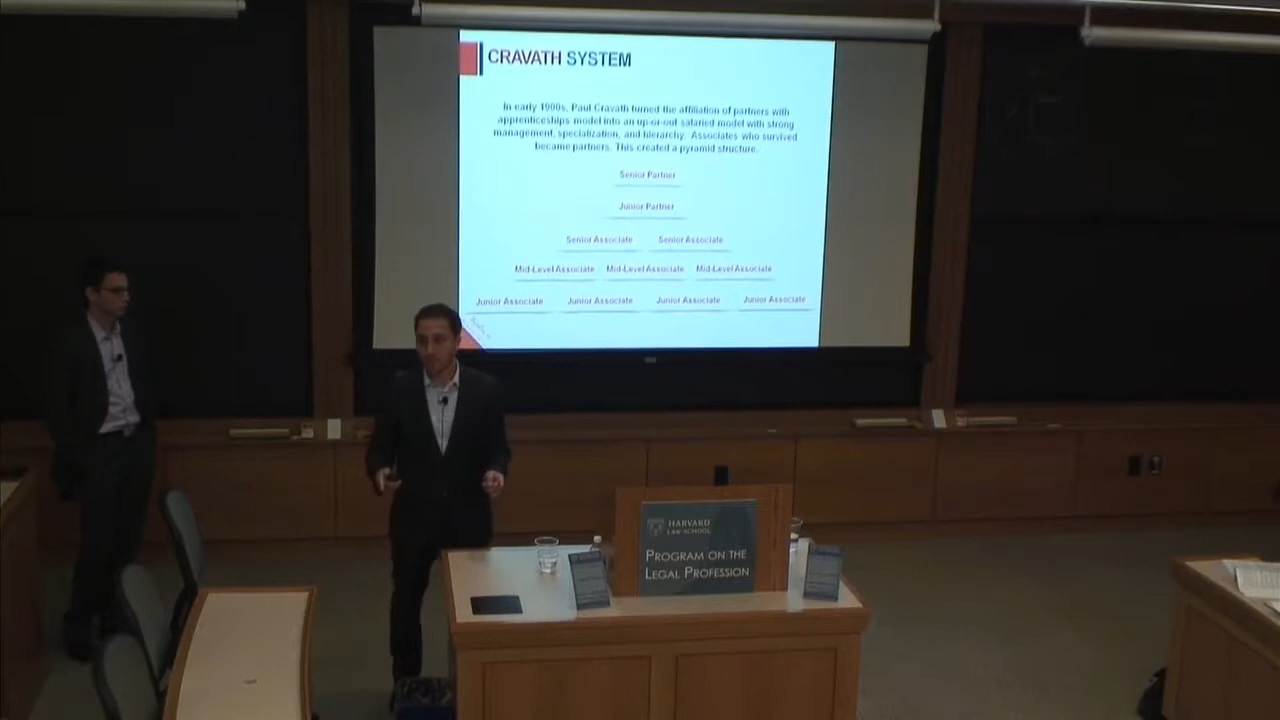 CRAVATH SYSTEM
In early 1900s, Paul Cravath turned the affiliation of partners with
apprenticeships model into an up-or-out salaried model with strong
management, specialization, and hierarchy. Associates who survived
became partners. This created a pyramid structure.
Senior Partner
Junior Partner
Senior Associate Senior Associate
Mid-Level Associate Mid-Level Associate Mid-Level Associate
Junior Associate Junior Associate Junior Associate Junior Associate
HARVARD
LAW SCHOOL
PROGRAM ON THE
LEGAL PROFESSION